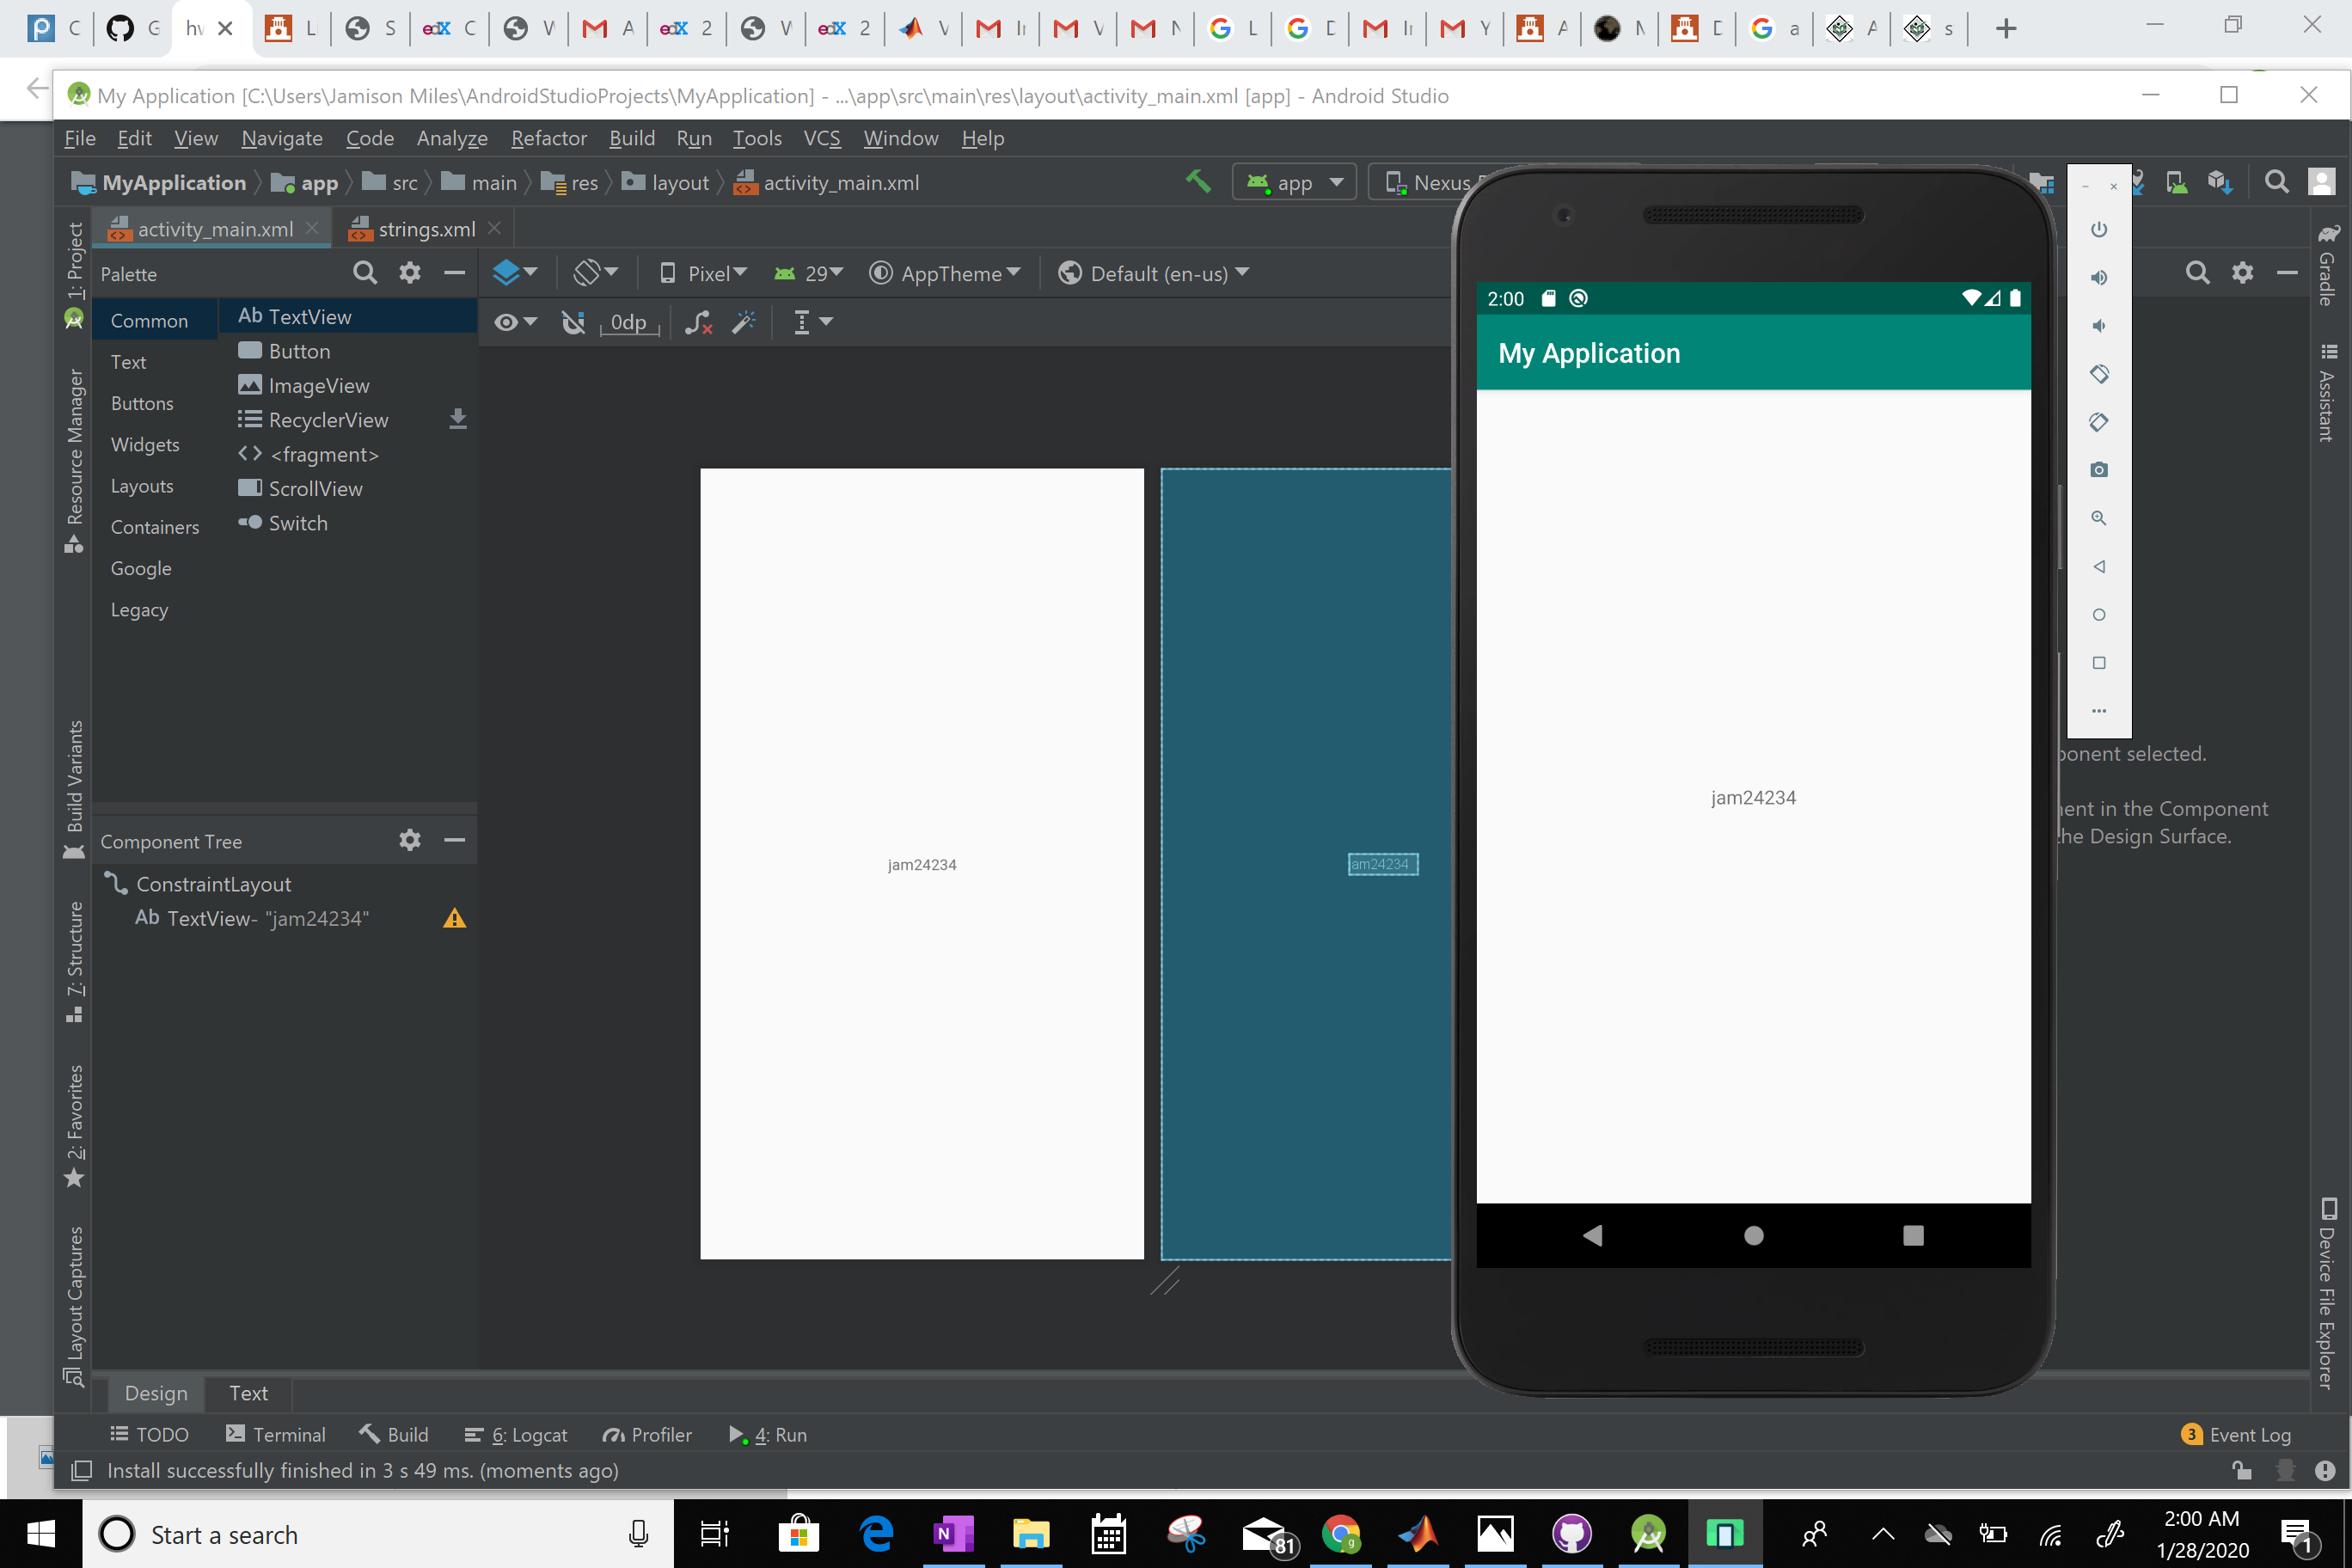 C G hw L S edX C W M A edX 2 W edX 2 V M I M V M N G L G D M I M Y A N D G a A s
My Application [C:\Users\Jamison Miles\AndroidStudioProjects\MyApplication] - ...\app\src\main\res\layout\activity_main.xml [app] - Android Studio
File Edit View Navigate Code Analyze Refactor Build Run Tools VCS Window Help
MyApplication app src main res layout activity_main.xml app Nexus
activity_main.xml strings.xml
1: Project
Resource Manager
Build Variants
7: Structure
2: Favorites
Layout Captures
Palette
Common
Text
Buttons
Widgets
Layouts
Containers
Google
Legacy
Ab TextView
Button
ImageView
RecyclerView
<> <fragment>
ScrollView
Switch
Pixel 29 AppTheme Default (en-us)
0dp
Component Tree
ConstraintLayout
Ab TextView- "jam24234"
jam24234
jam24234
2:00
My Application
jam24234
ponent selected.
nent in the Component
the Design Surface.
Gradle
Assistant
Device File Explorer
Design Text
TODO Terminal Build 6: Logcat Profiler 4: Run 3 Event Log
Install successfully finished in 3 s 49 ms. (moments ago)
Start a search
N
81
g
2:00 AM
1/28/2020
1